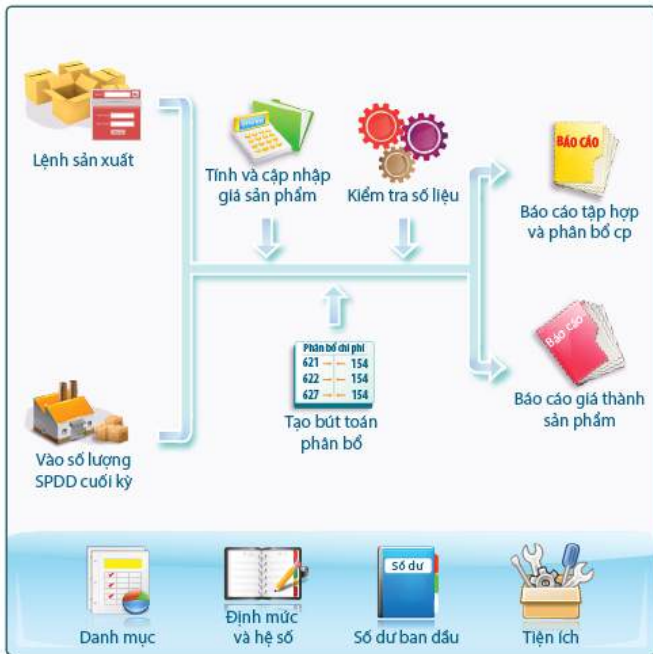 Lệnh sản xuất
Tính và cập nhập
giá sản phẩm
Kiểm tra số liệu
BÁO CÁO
Báo cáo tập hợp
và phân bổ cp
Phân bổ chi phí
621 → ← 154
622 → ← 154
627 → ← 154
Tạo bút toán
phân bổ
BÁO CÁO
Báo cáo giá thành
sản phẩm
Vào số lượng
SPDD cuối kỳ
Danh mục
Định mức
và hệ số
Số dư
Số dư ban đầu
Tiện ích